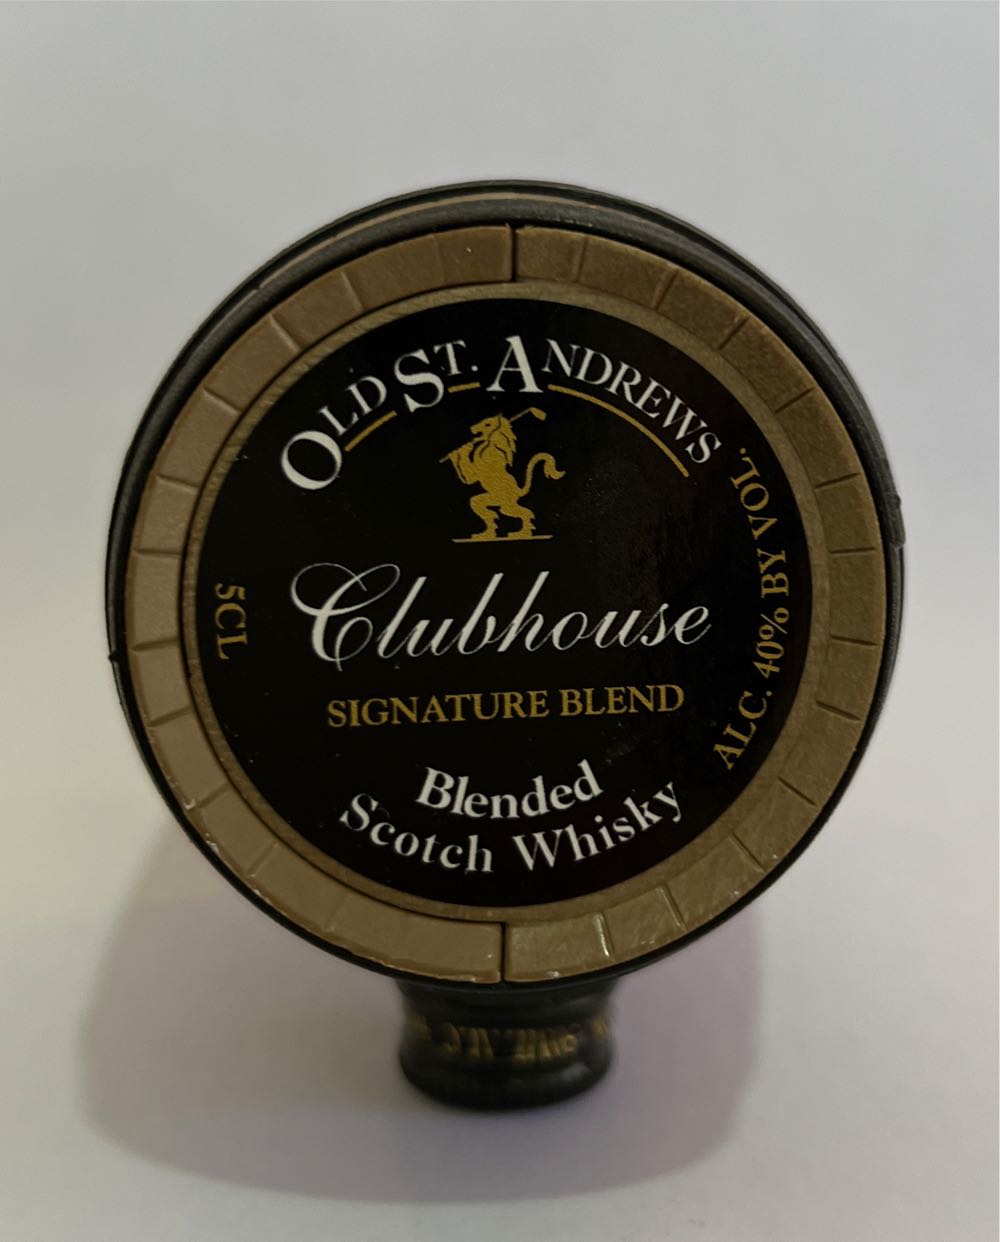 OLD ST. ANDREWS
Clubhouse
SIGNATURE BLEND
Blended
Scotch Whisky
5CL
ALC. 40% BY VOL.